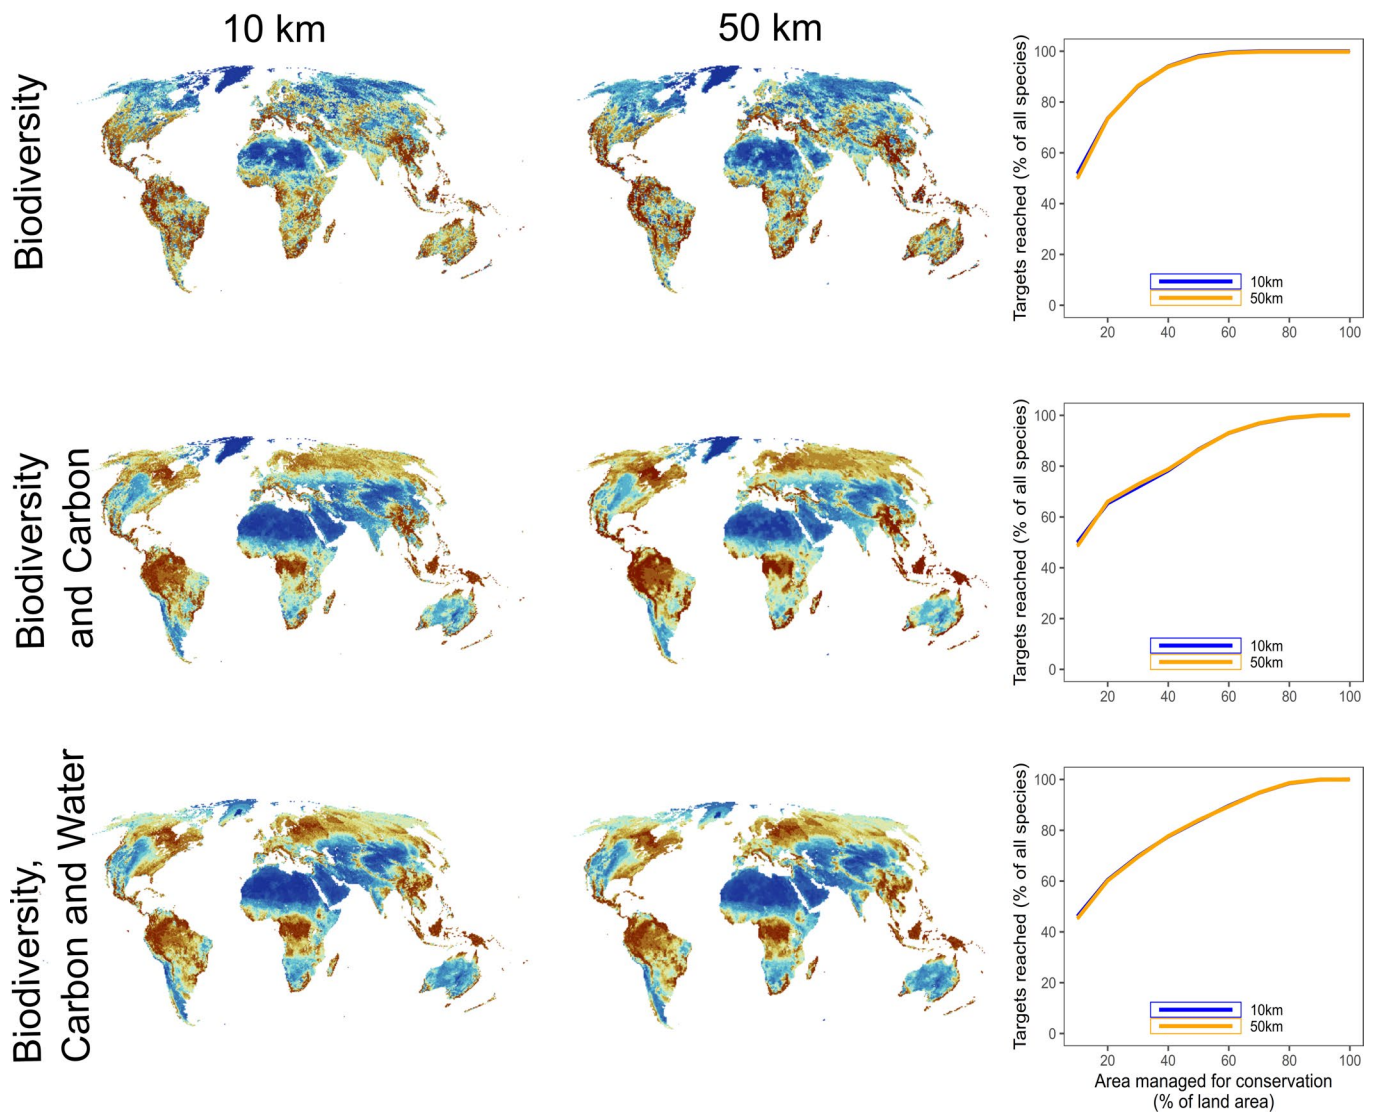 10 km
50 km
Biodiversity
Targets reached (% of all species)
100
80
60
40
20
0
10km
50km
20 40 60 80 100
Biodiversity
and Carbon
Targets reached (% of all species)
100
80
60
40
20
0
10km
50km
20 40 60 80 100
Biodiversity,
Carbon and Water
Targets reached (% of all species)
100
80
60
40
20
0
10km
50km
20 40 60 80 100
Area managed for conservation
(% of land area)